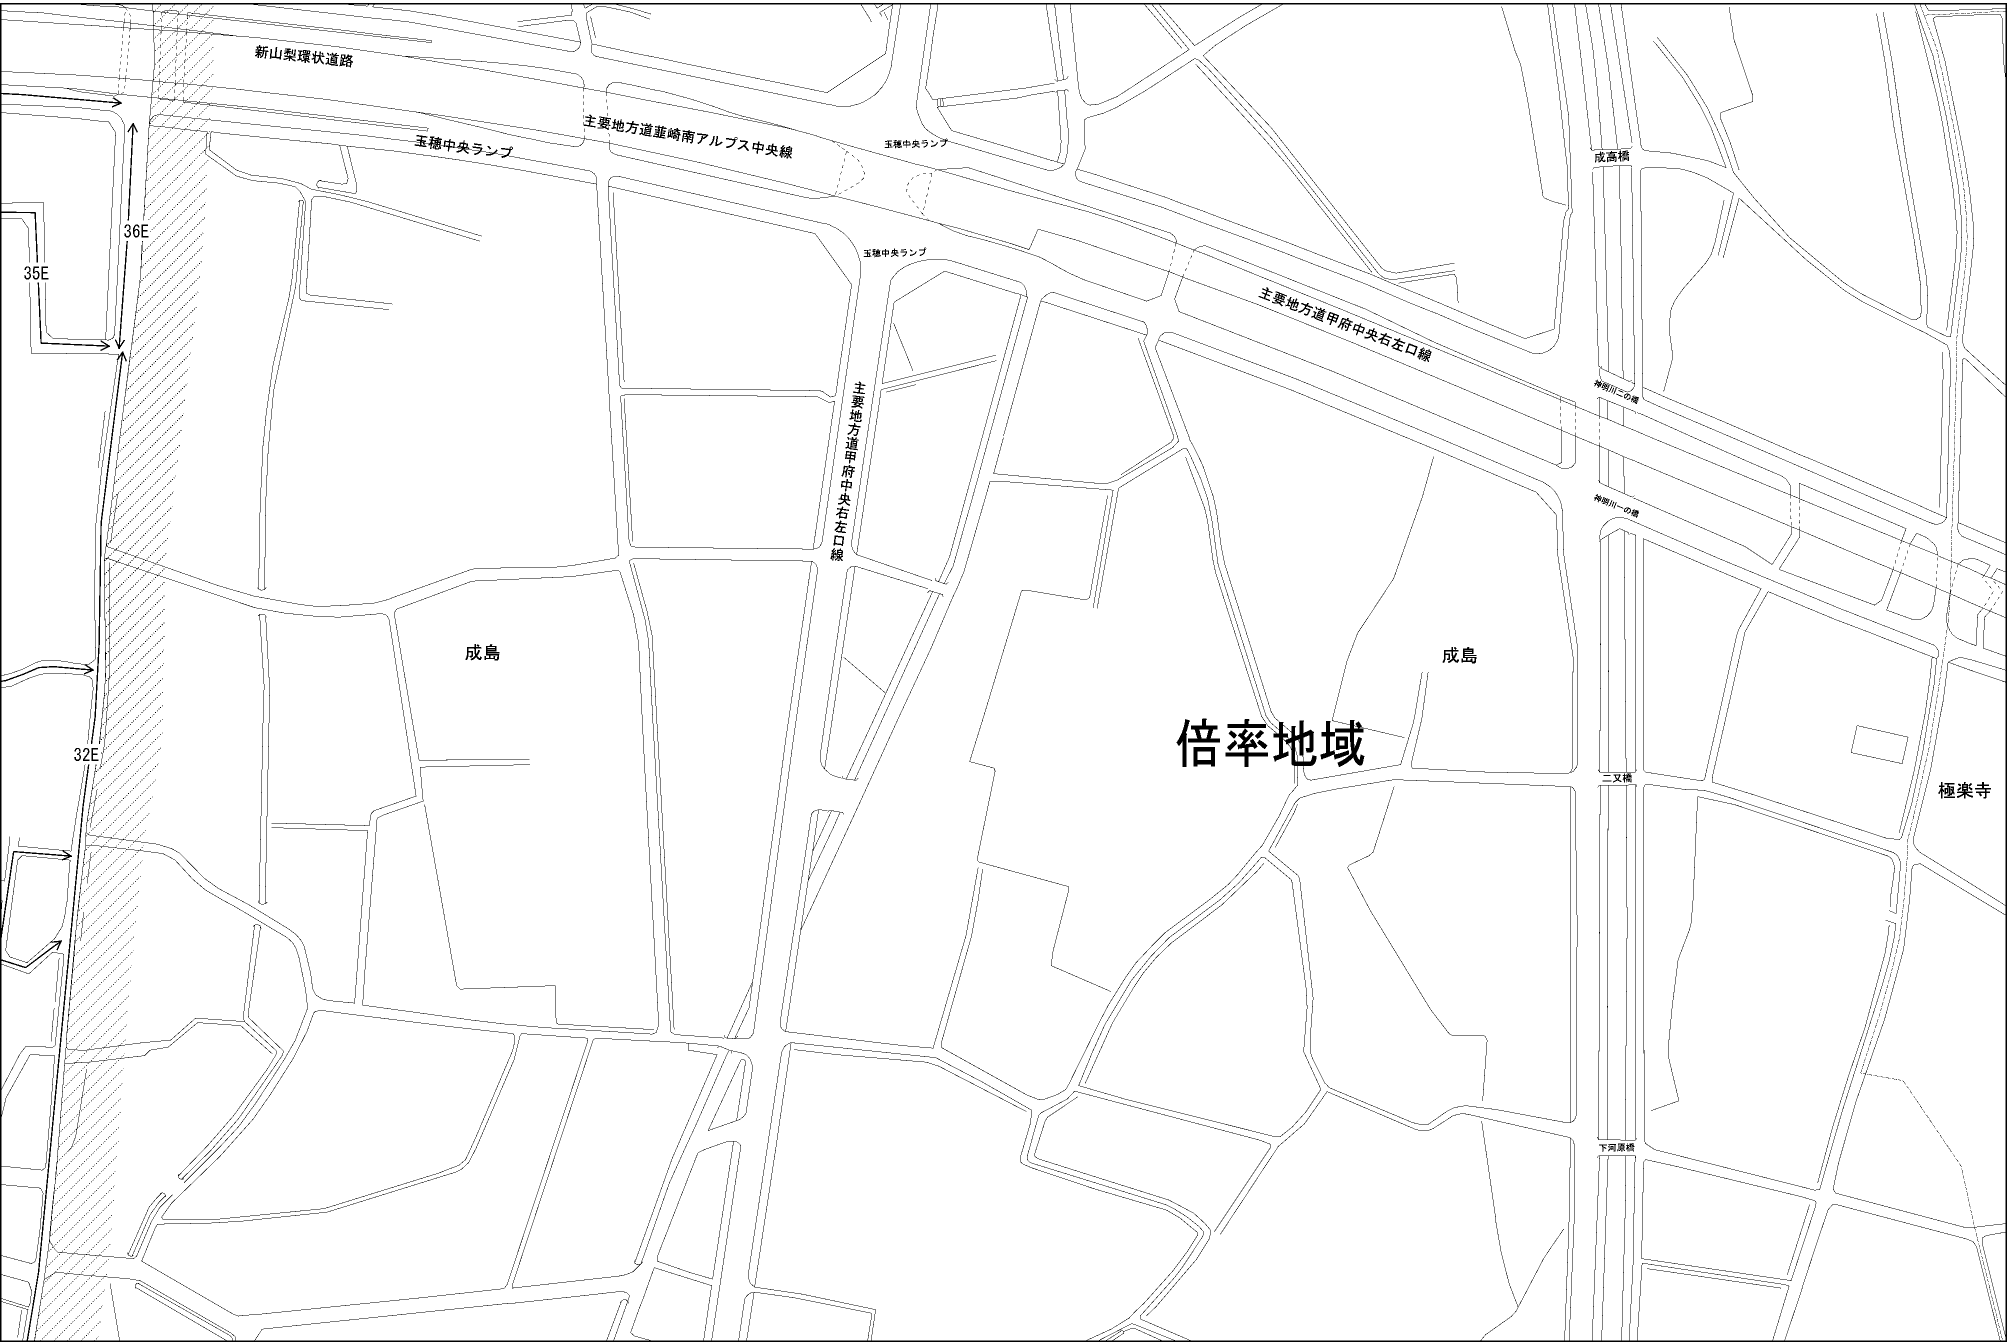 新山梨環状道路
主要地方道韮崎南アルプス中央線
玉穂中央ランプ
玉穂中央ランプ
成高橋
36E
35E
玉穂中央ランプ
主要地方道甲府中央右左口線
神明川二の橋
主要地方道甲府中央右左口線
神明川一の橋
成島
成島
倍率地域
32E
二又橋
極楽寺
下河原橋